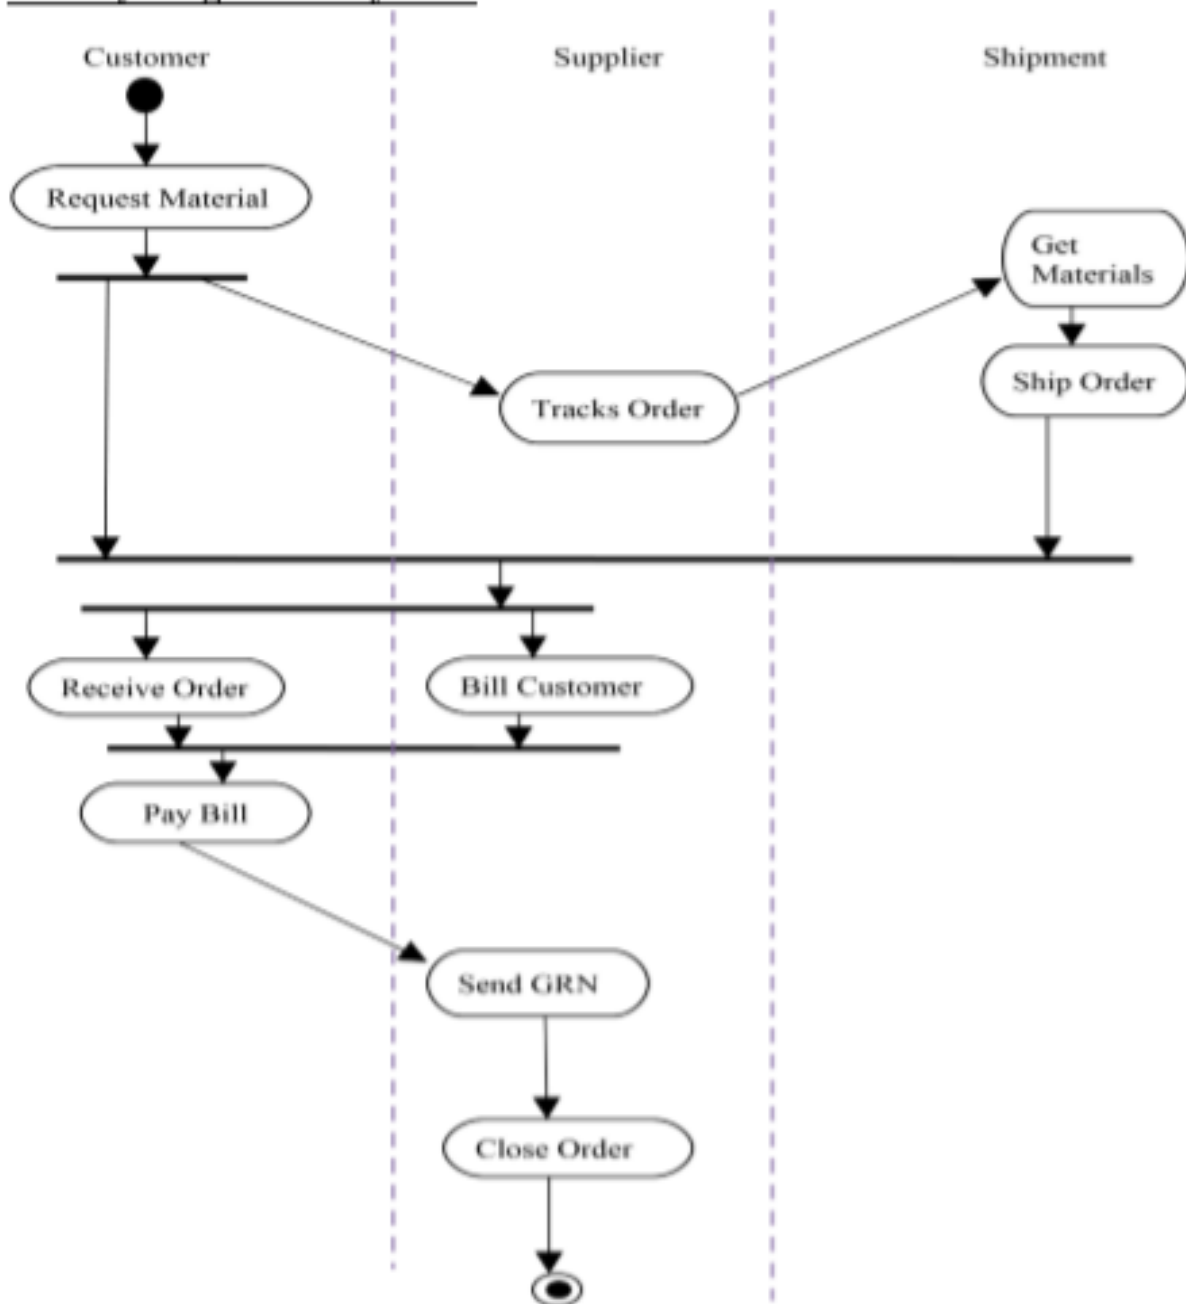 Customer
Supplier
Shipment
Request Material
Get
Materials
Tracks Order
Ship Order
Receive Order
Bill Customer
Pay Bill
Send GRN
Close Order